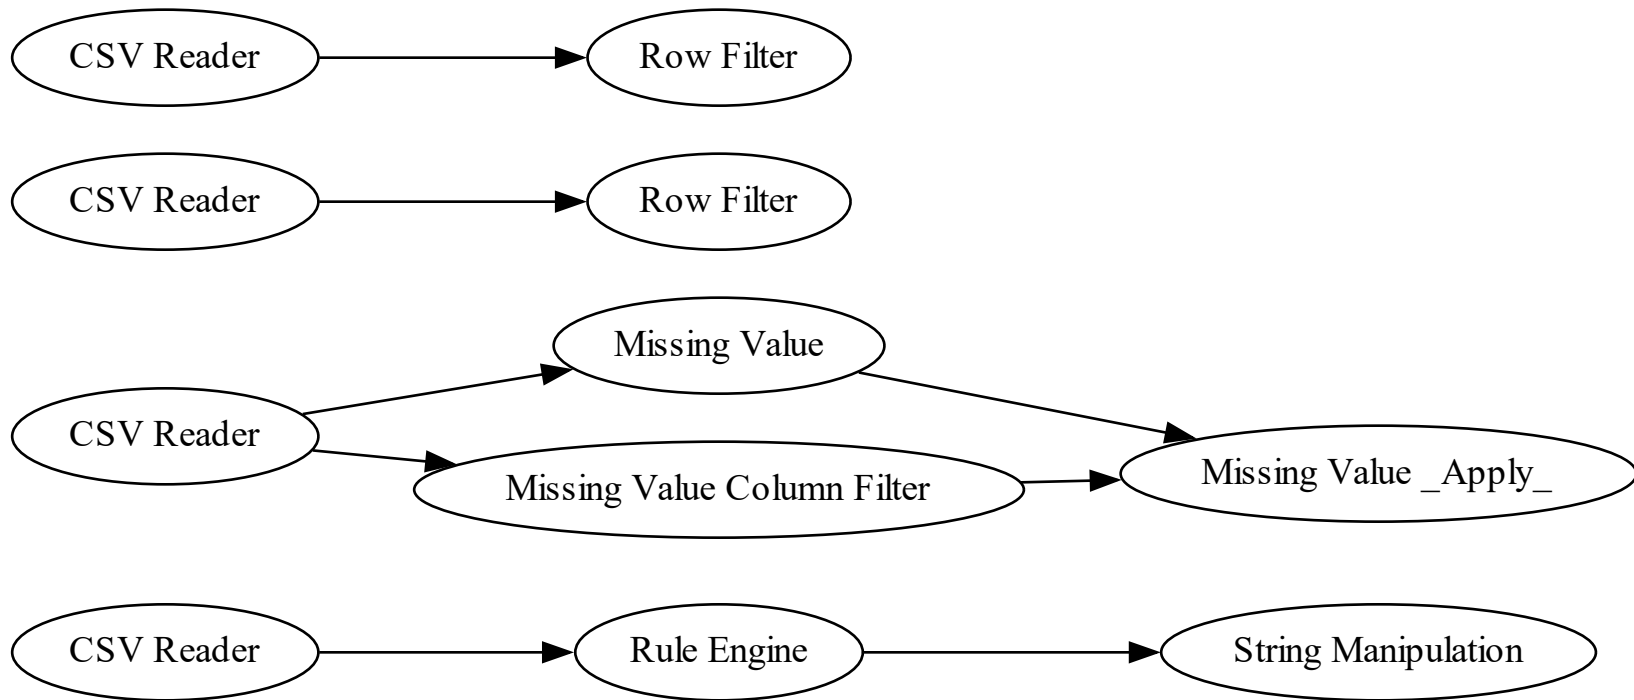 CSV Reader
Row Filter
CSV Reader
Row Filter
Missing Value
CSV Reader
Missing Value Column Filter
Missing Value _Apply_
CSV Reader
Rule Engine
String Manipulation